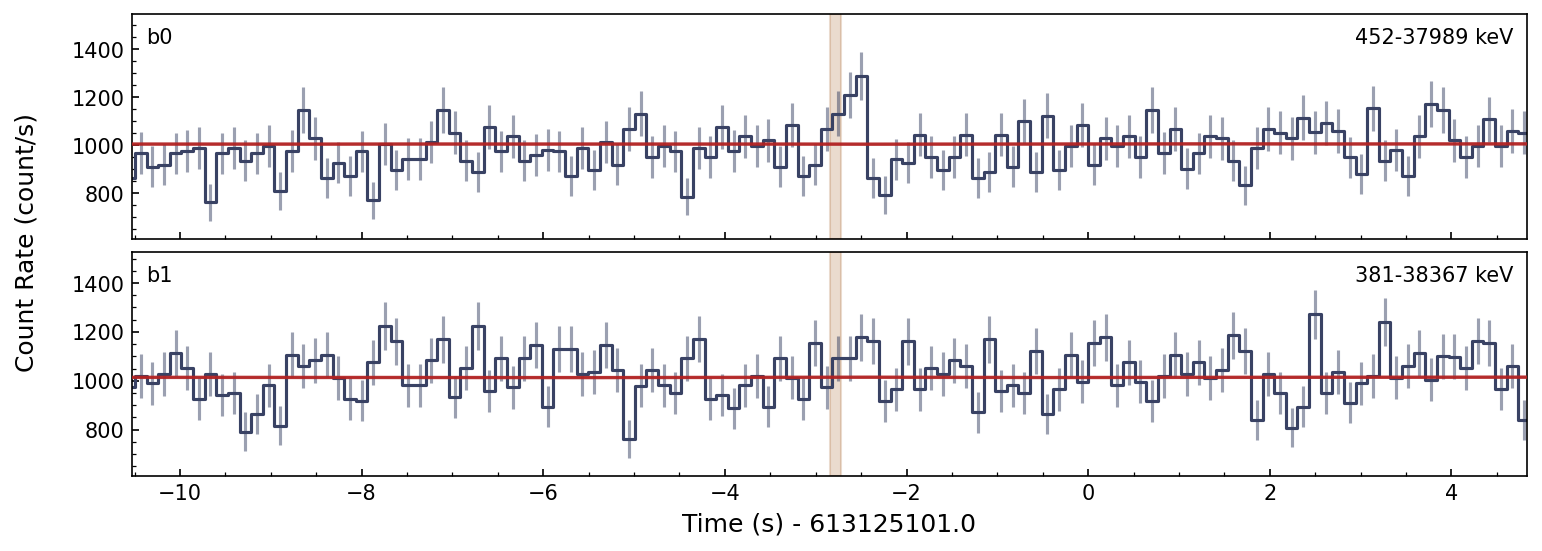 Count Rate (count/s)
b0
452-37989 keV
1400
1200
1000
800
b1
381-38367 keV
1400
1200
1000
800
−10 −8 −6 −4 −2 0 2 4
Time (s) - 613125101.0